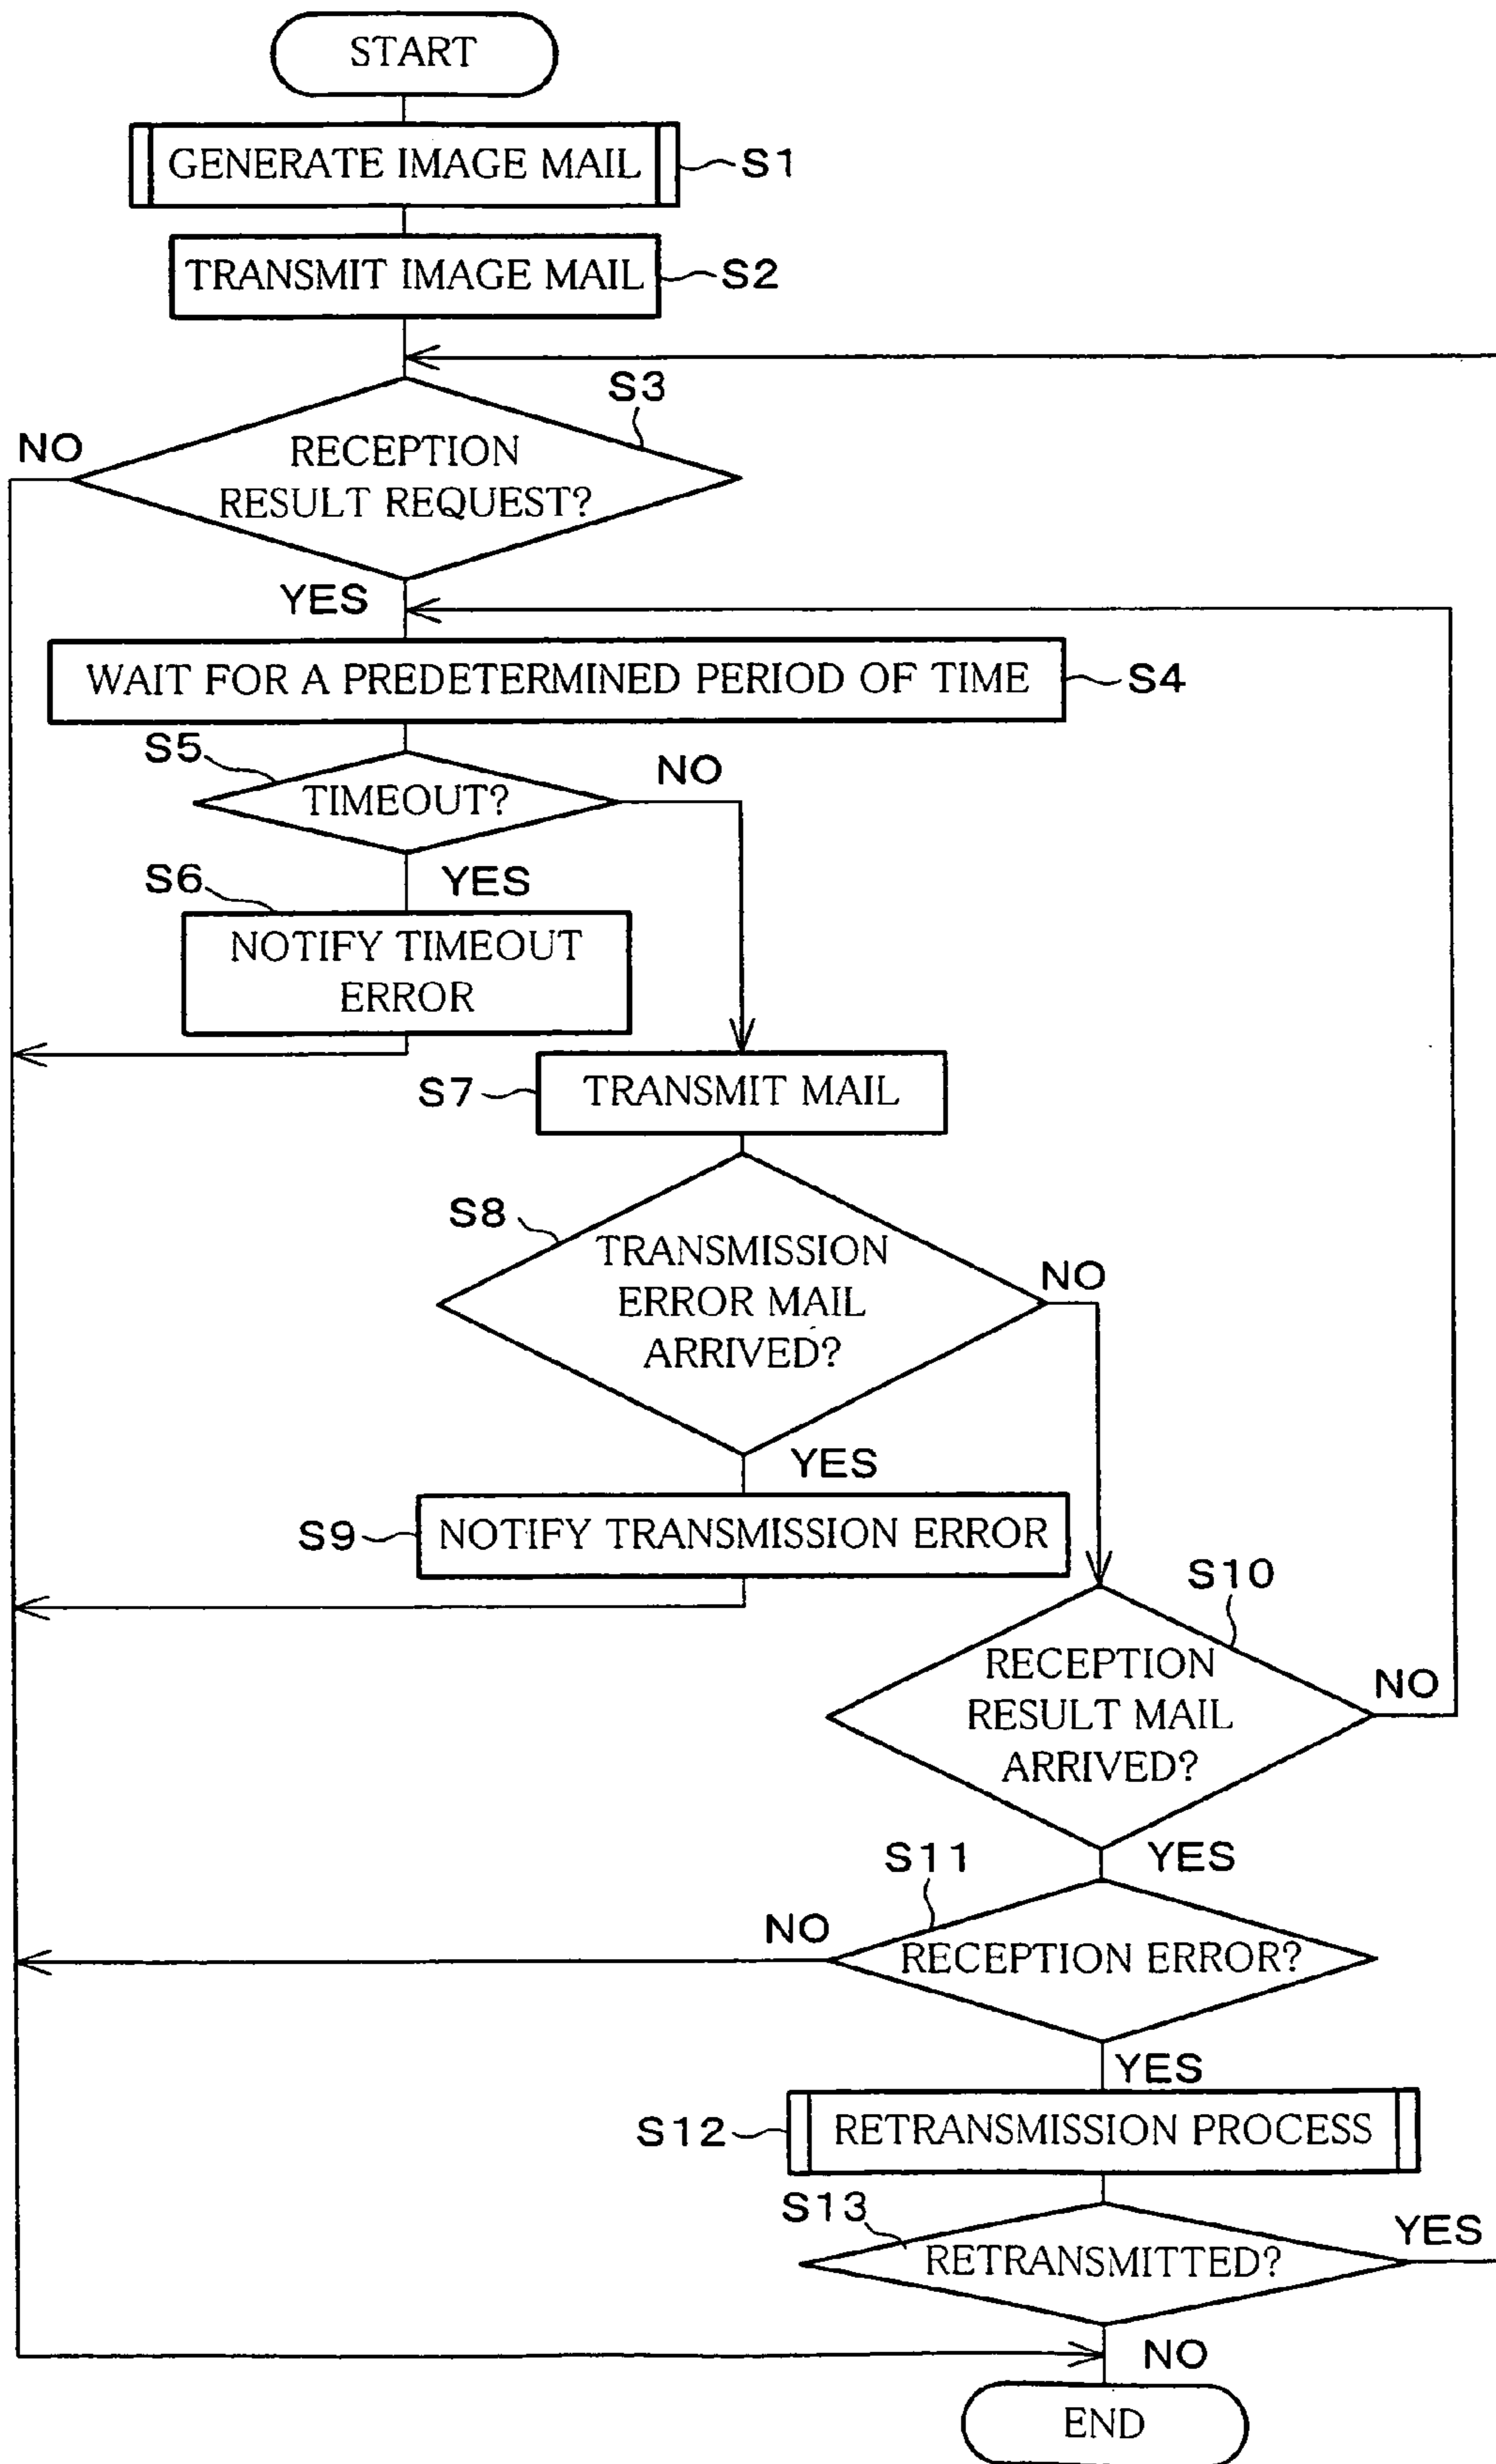 START
GENERATE IMAGE MAIL
S1
TRANSMIT IMAGE MAIL
S2
S3
NO
RECEPTION
RESULT REQUEST?
YES
WAIT FOR A PREDETERMINED PERIOD OF TIME
S4
S5
TIMEOUT?
NO
S6
YES
NOTIFY TIMEOUT
ERROR
S7
TRANSMIT MAIL
S8
TRANSMISSION
ERROR MAIL
ARRIVED?
NO
YES
S9
NOTIFY TRANSMISSION ERROR
S10
RECEPTION
RESULT MAIL
ARRIVED?
NO
S11
YES
NO
RECEPTION ERROR?
YES
S12
RETRANSMISSION PROCESS
S13
RETRANSMITTED?
YES
NO
END